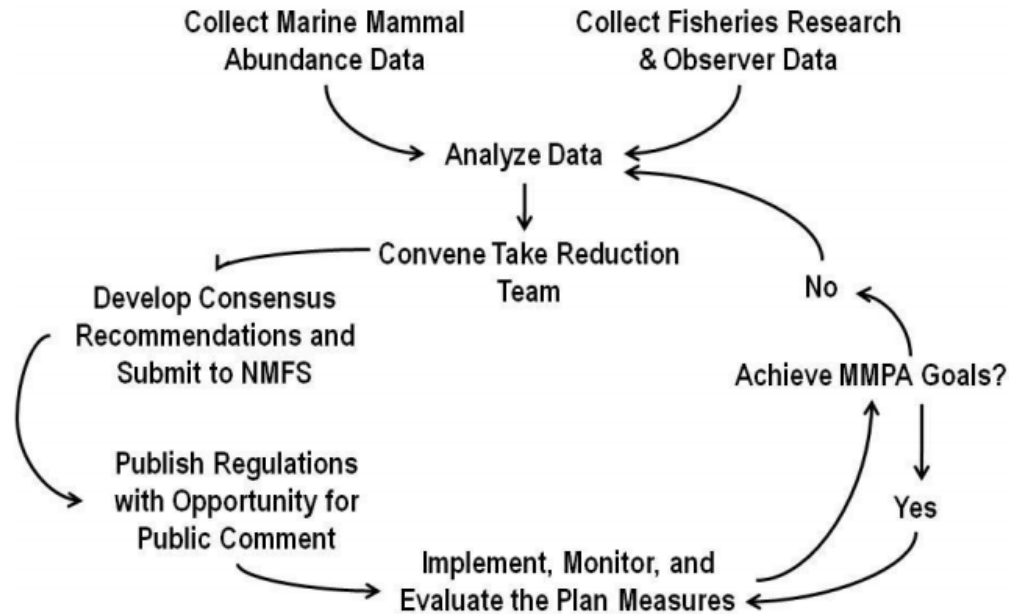 Collect Marine Mammal
Abundance Data
Collect Fisheries Research
& Observer Data
Analyze Data
Convene Take Reduction
Team
Develop Consensus
Recommendations and
Submit to NMFS
No
Achieve MMPA Goals?
Publish Regulations
with Opportunity for
Public Comment
Yes
Implement, Monitor, and
Evaluate the Plan Measures